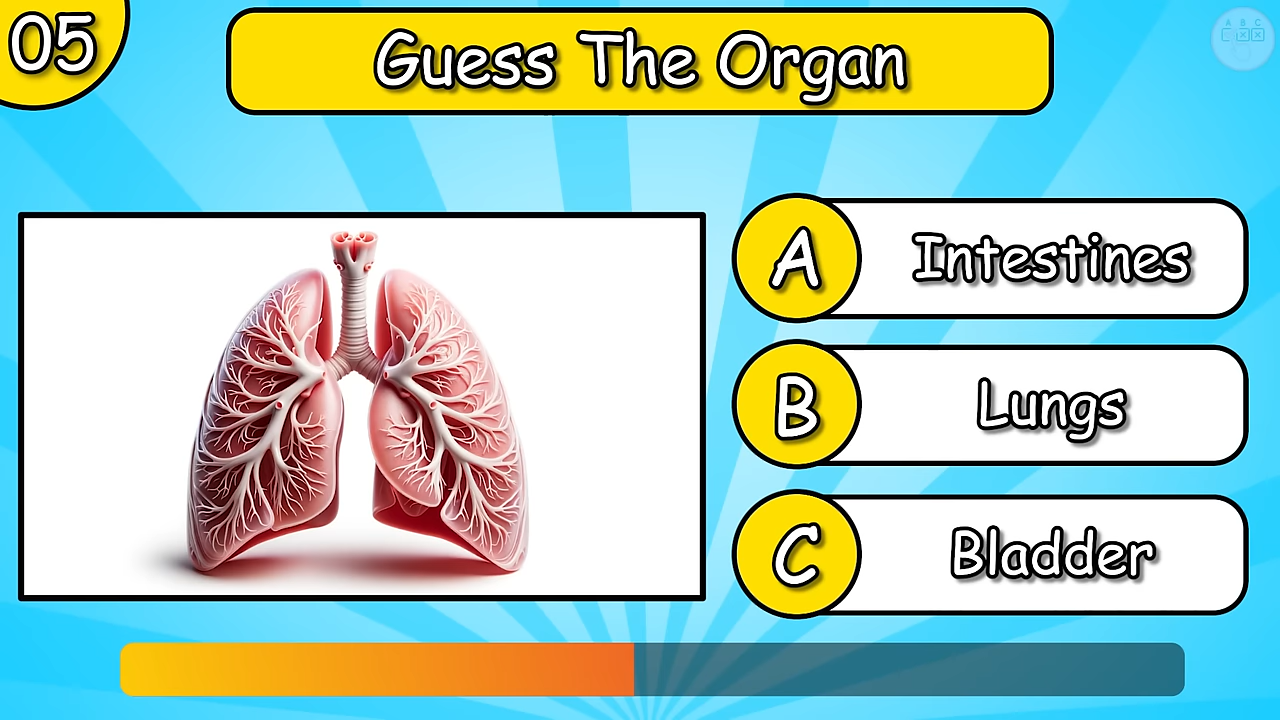 05
Guess The Organ
A B C
A Intestines
B Lungs
C Bladder